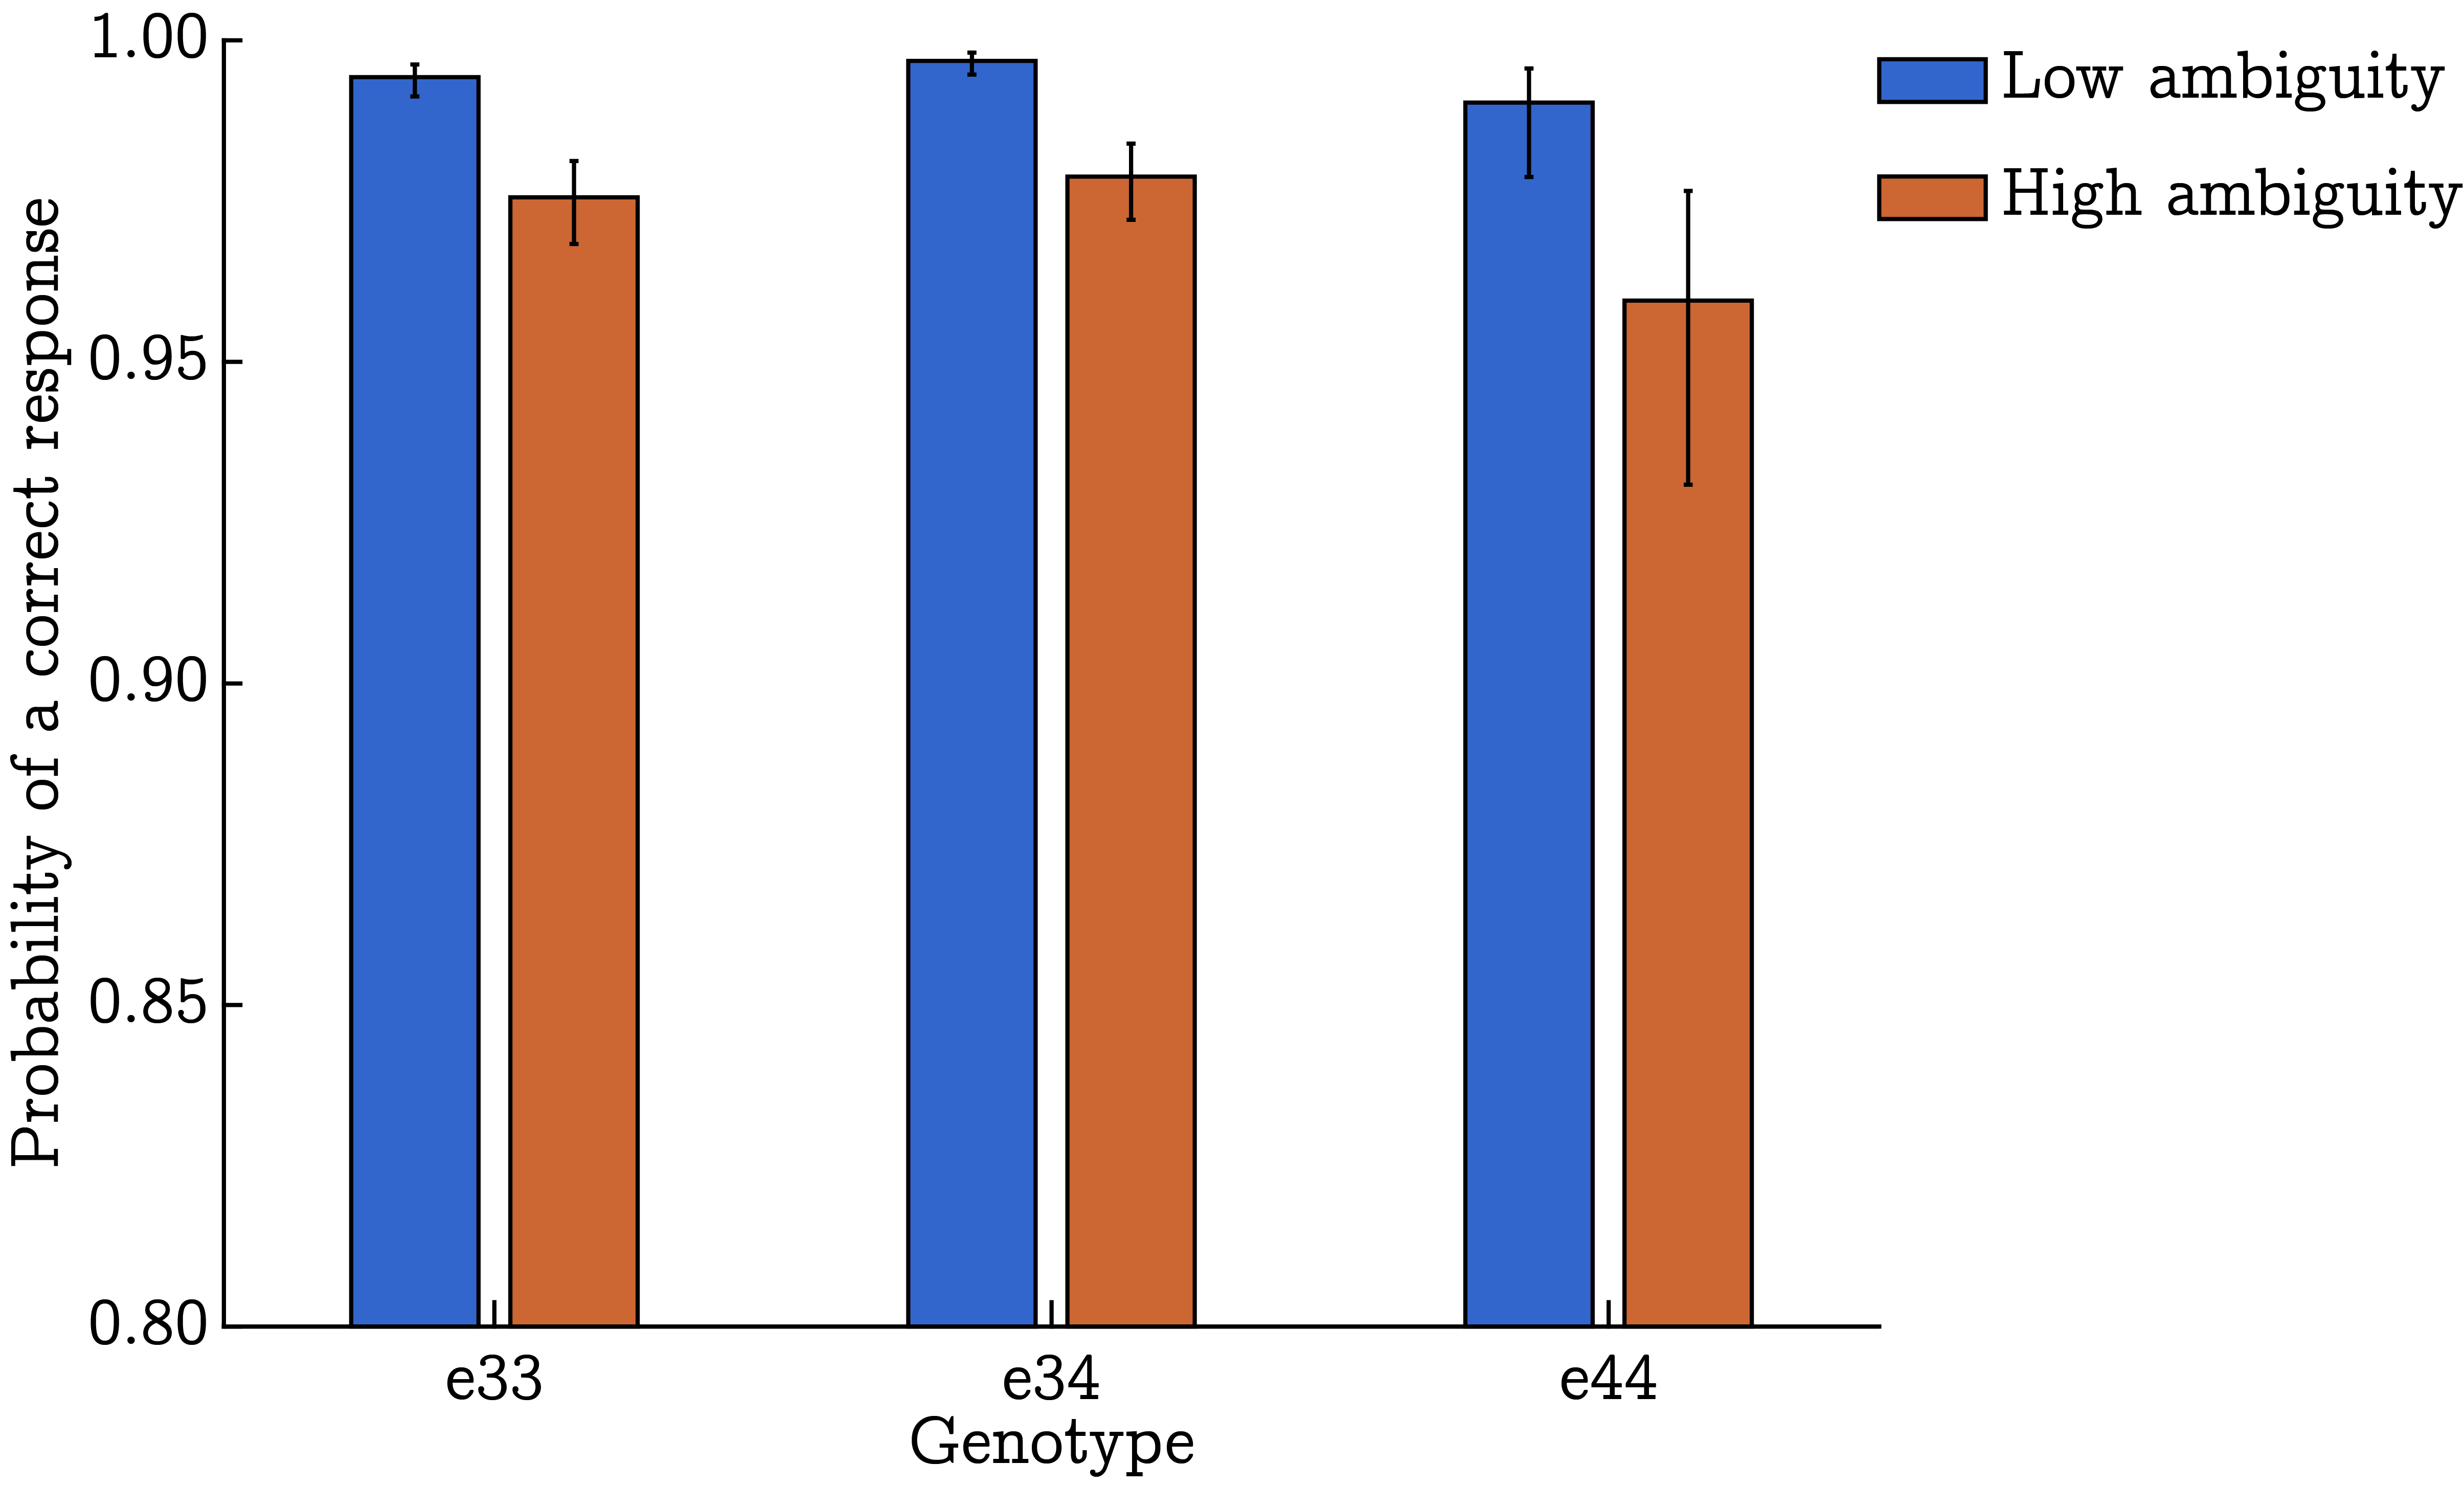 Probability of a correct response
1.00
0.95
0.90
0.85
0.80
e33
e34
e44
Genotype
Low ambiguity
High ambiguity